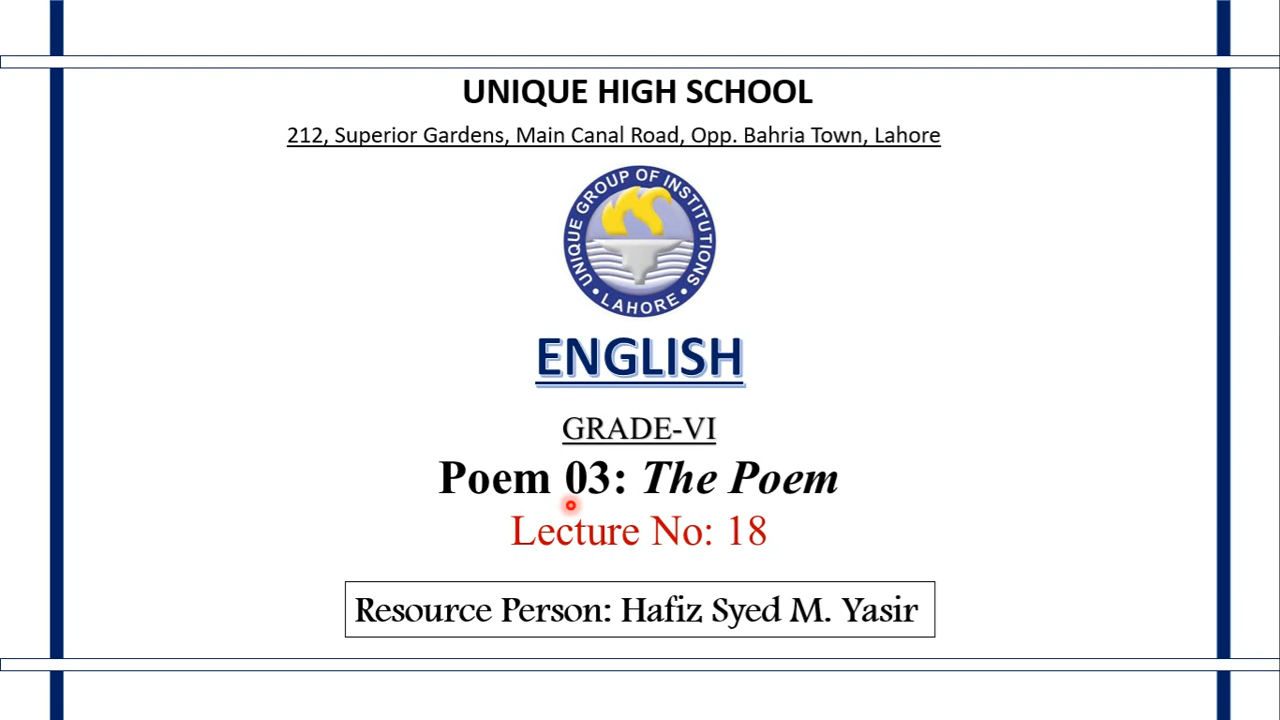 UNIQUE HIGH SCHOOL
212, Superior Gardens, Main Canal Road, Opp. Bahria Town, Lahore
UNIQUE GROUP OF INSTITUTIONS
• LAHORE •
ENGLISH
GRADE-VI
Poem 03: The Poem
Lecture No: 18
Resource Person: Hafiz Syed M. Yasir